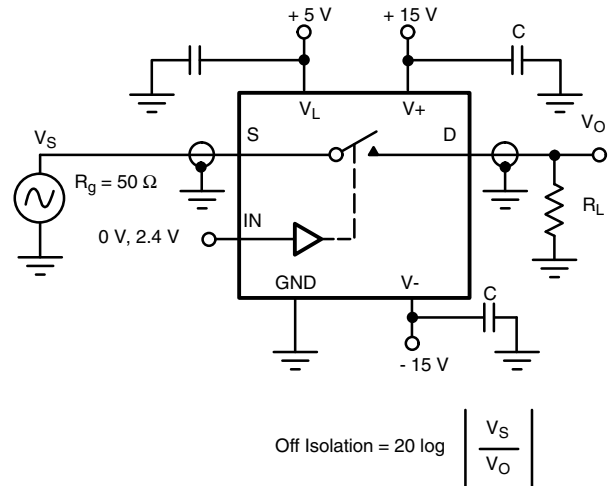 + 5 V
+ 15 V
C
V_L
V+
V_S
S
D
V_O
R_g = 50 Ω
R_L
IN
0 V, 2.4 V
GND
V-
C
- 15 V
Off Isolation = 20 log | V_S / V_O |